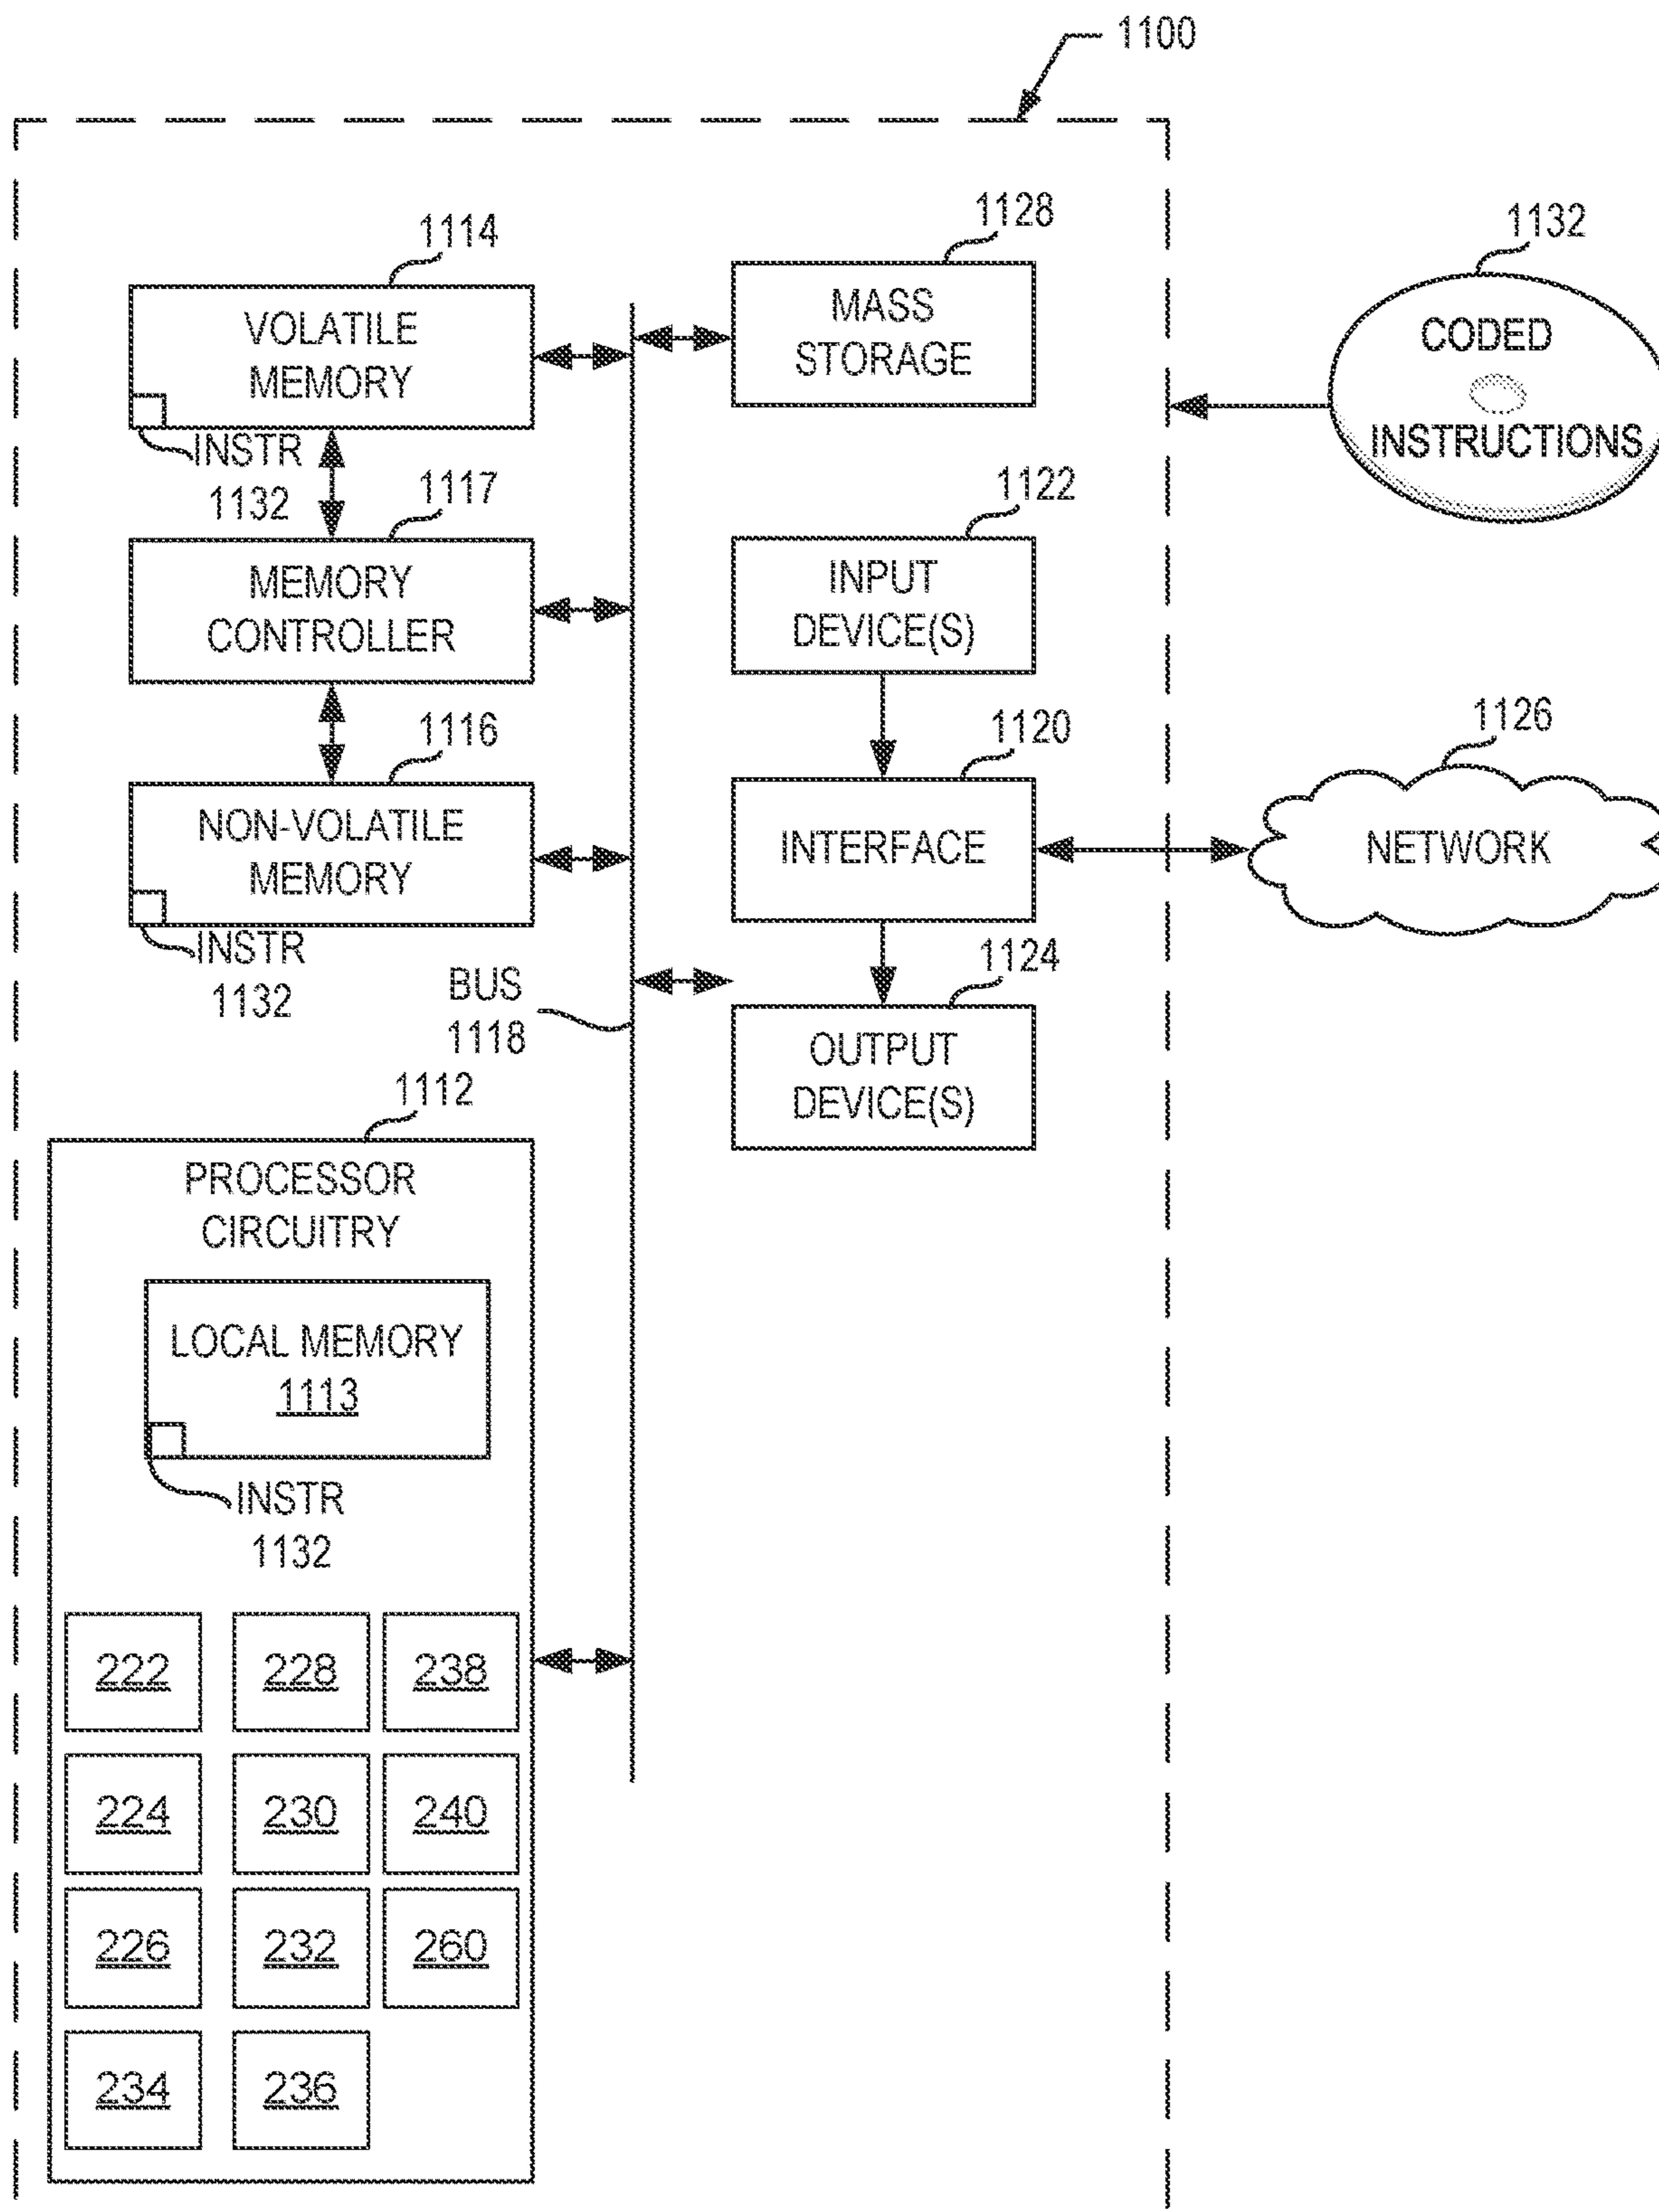 1100
1114
VOLATILE
MEMORY
INSTR
1132
1117
MEMORY
CONTROLLER
1116
NON-VOLATILE
MEMORY
INSTR
1132
BUS
1118
1128
MASS
STORAGE
1122
INPUT
DEVICE(S)
1120
INTERFACE
1124
OUTPUT
DEVICE(S)
1132
CODED
INSTRUCTIONS
1126
NETWORK
1112
PROCESSOR
CIRCUITRY
LOCAL MEMORY
1113
INSTR
1132
222 228 238
224 230 240
226 232 260
234 236